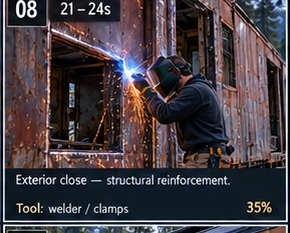 08
21 – 24s
Exterior close — structural reinforcement.
Tool: welder / clamps
35%